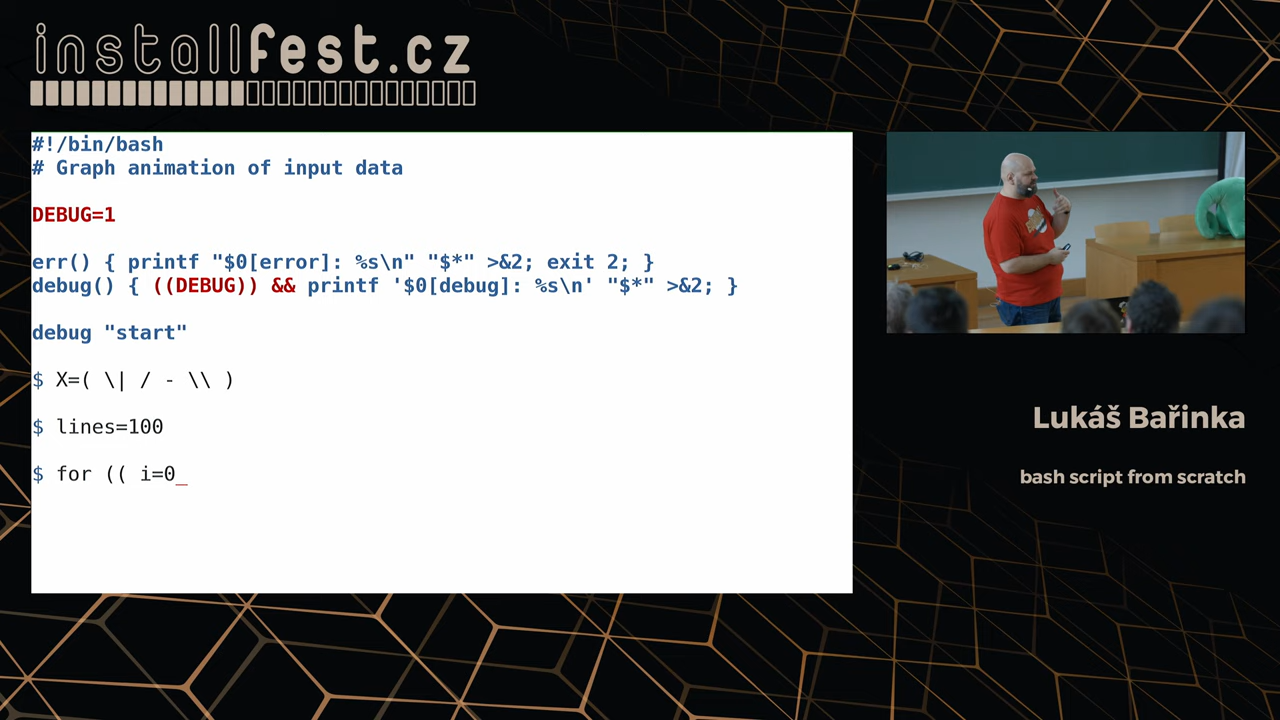 installfest.cz
#!/bin/bash
# Graph animation of input data
DEBUG=1
err() { printf "$0[error]: %s\n" "$*" >&2; exit 2; }
debug() { ((DEBUG)) && printf '$0[debug]: %s\n' "$*" >&2; }
debug "start"
$ X=( \| / - \\ )
$ lines=100
$ for (( i=0_
Lukáš Bařinka
bash script from scratch